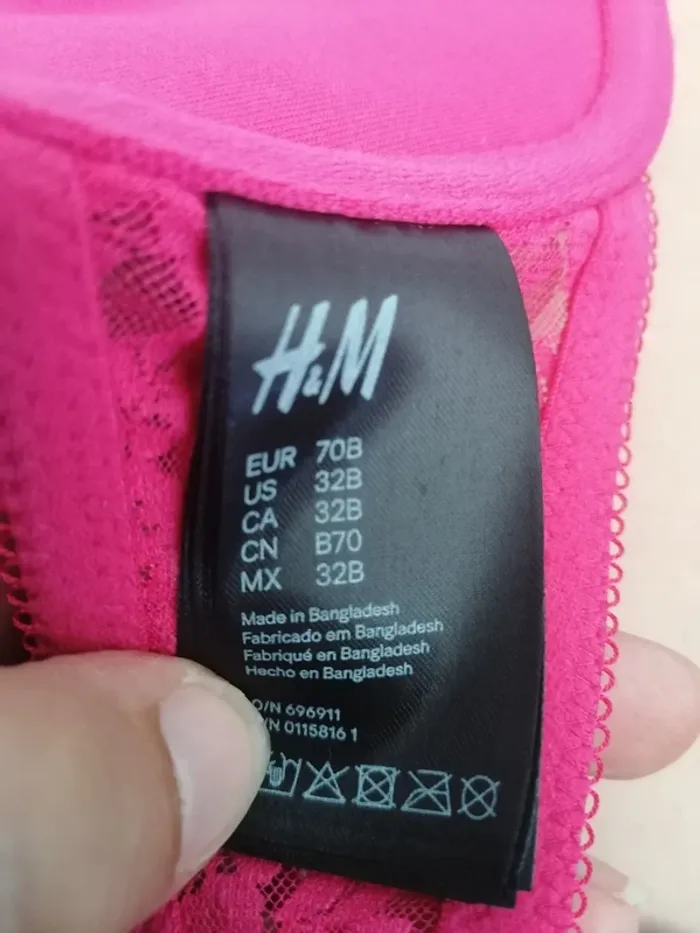 H&M
EUR 70B
US 32B
CA 32B
CN B70
MX 32B
Made in Bangladesh
Fabricado em Bangladesh
Fabriqué en Bangladesh
Hecho en Bangladesh
O/N 696911
/N 0115816 1